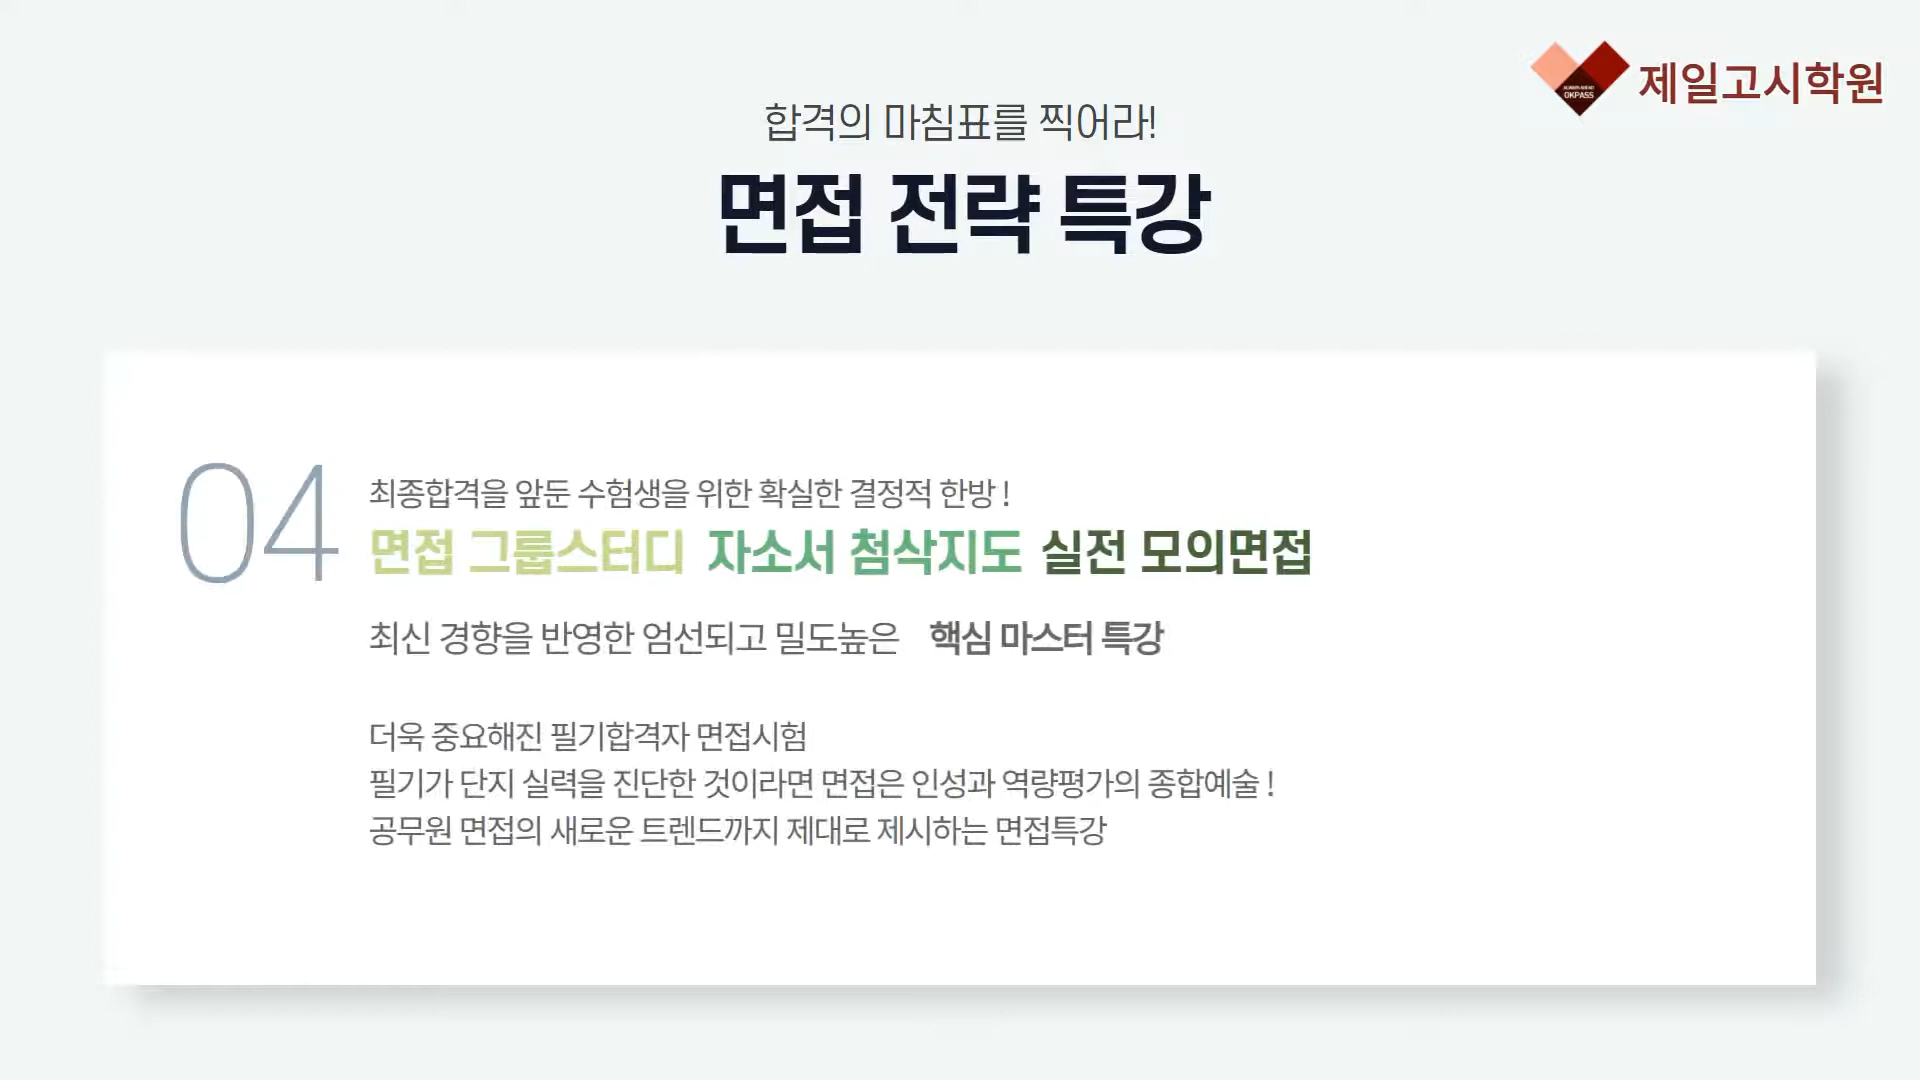 제일고시학원
ALWAYS AHEAD
OKPASS
합격의 마침표를 찍어라!
면접 전략 특강
04
최종합격을 앞둔 수험생을 위한 확실한 결정적 한방 !
면접 그룹스터디 자소서 첨삭지도 실전 모의면접
최신 경향을 반영한 엄선되고 밀도높은 핵심 마스터 특강
더욱 중요해진 필기합격자 면접시험
필기가 단지 실력을 진단한 것이라면 면접은 인성과 역량평가의 종합예술 !
공무원 면접의 새로운 트렌드까지 제대로 제시하는 면접특강